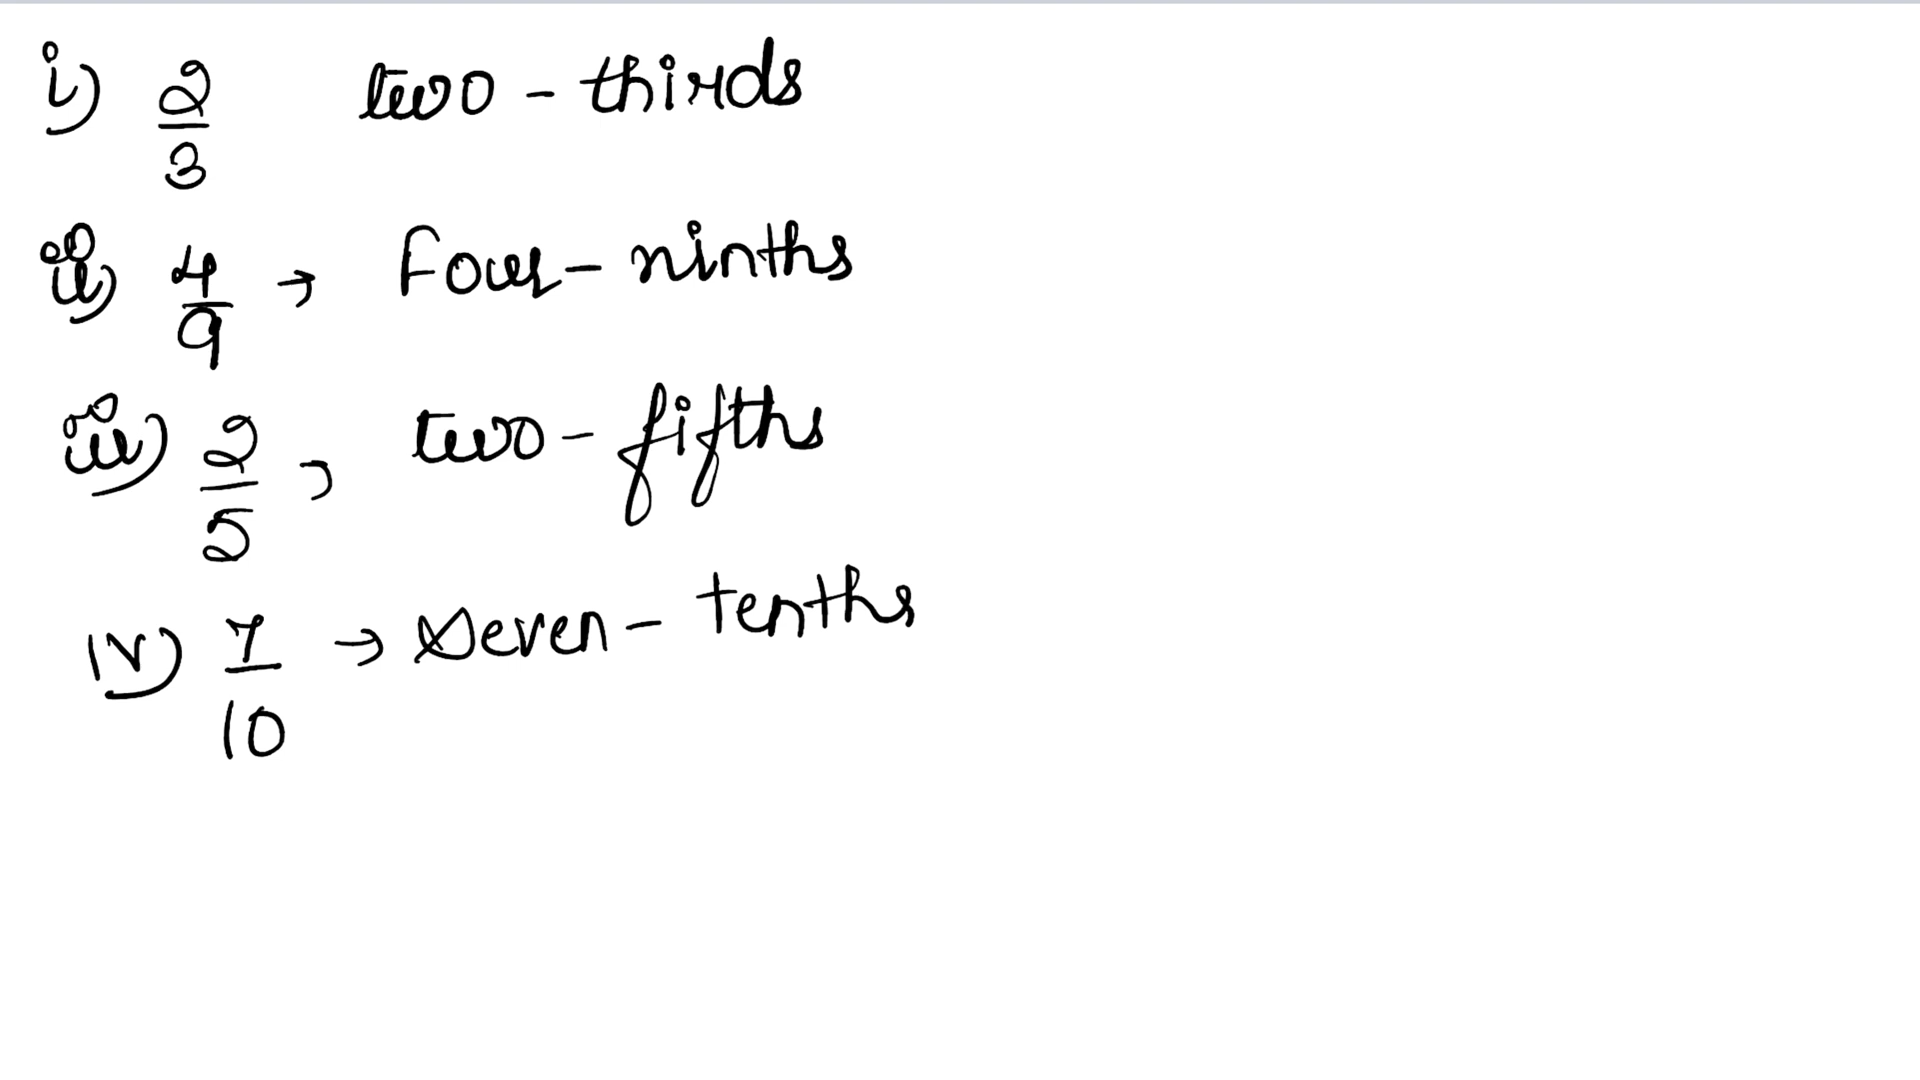 i) 2/3 two - thirds
ii) 4/9 → Four - ninths
iii) 2/5 → two - fifths
iv) 7/10 → Seven - tenths